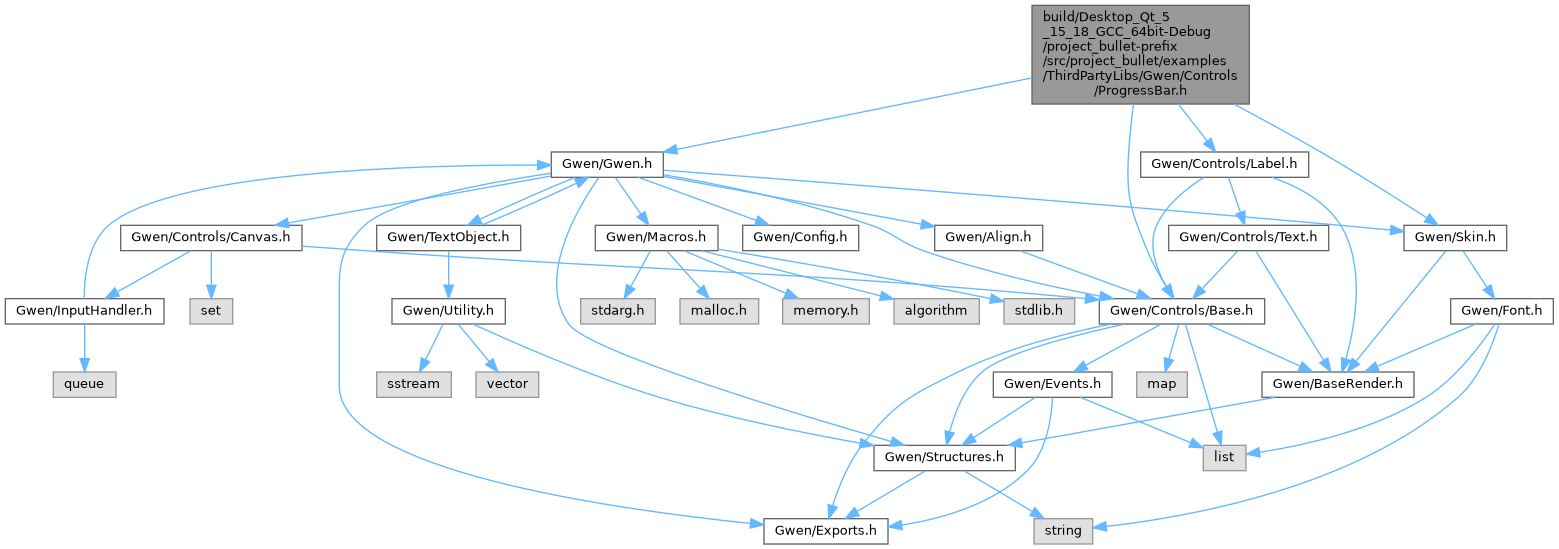 build/Desktop_Qt_5
_15_18_GCC_64bit-Debug
/project_bullet-prefix
/src/project_bullet/examples
/ThirdPartyLibs/Gwen/Controls
/ProgressBar.h
Gwen/Gwen.h
Gwen/Controls/Label.h
Gwen/Controls/Canvas.h
Gwen/TextObject.h
Gwen/Macros.h
Gwen/Config.h
Gwen/Align.h
Gwen/Controls/Text.h
Gwen/Skin.h
Gwen/InputHandler.h
set
Gwen/Utility.h
stdarg.h
malloc.h
memory.h
algorithm
stdlib.h
Gwen/Controls/Base.h
Gwen/Font.h
queue
sstream
vector
Gwen/Events.h
map
Gwen/BaseRender.h
Gwen/Structures.h
list
Gwen/Exports.h
string